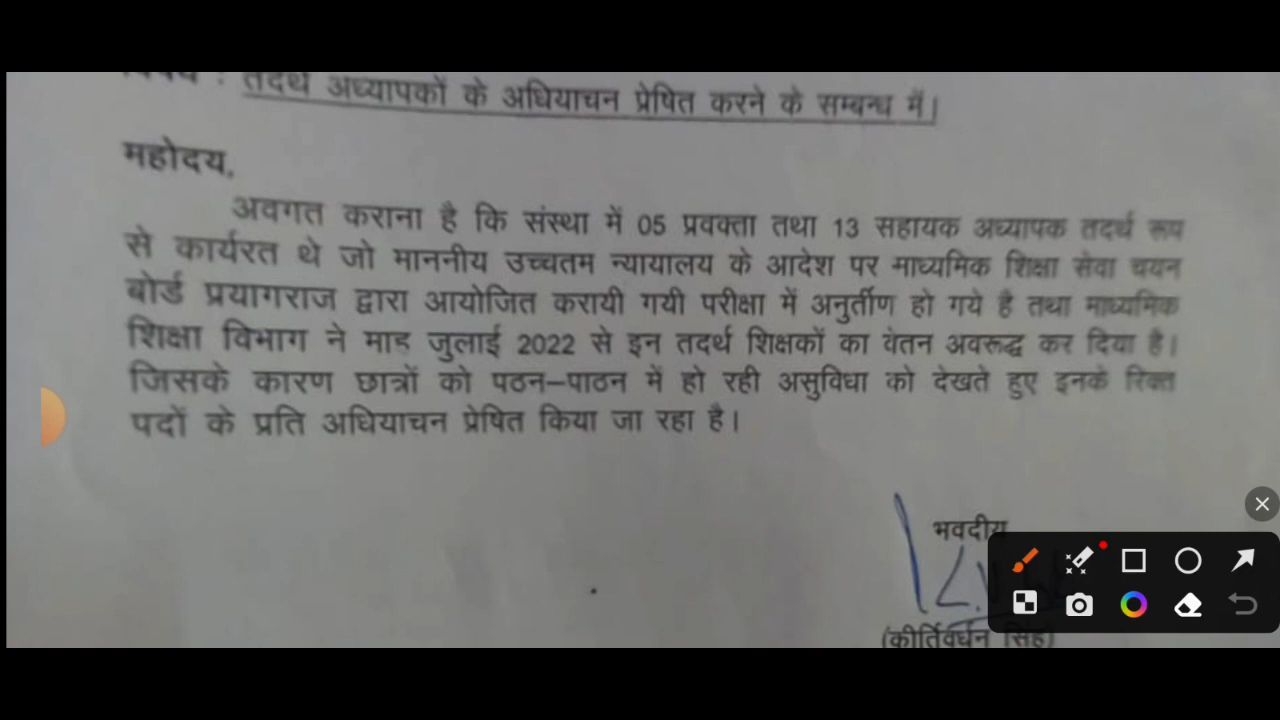 विषय : तदर्थ अध्यापकों के अधियाचन प्रेषित करने के सम्बन्ध में।
महोदय,
अवगत कराना है कि संस्था में 05 प्रवक्ता तथा 13 सहायक अध्यापक तदर्थ रूप
से कार्यरत थे जो माननीय उच्चतम न्यायालय के आदेश पर माध्यमिक शिक्षा सेवा चयन
बोर्ड प्रयागराज द्वारा आयोजित करायी गयी परीक्षा में अनुर्तीण हो गये है तथा माध्यमिक
शिक्षा विभाग ने माह जुलाई 2022 से इन तदर्थ शिक्षकों का वेतन अवरूद्ध कर दिया है।
जिसके कारण छात्रों को पठन–पाठन में हो रही असुविधा को देखते हुए इनके रिक्त
पदों के प्रति अधियाचन प्रेषित किया जा रहा है।
भवदीय
(कीर्तिवर्धन सिंह)